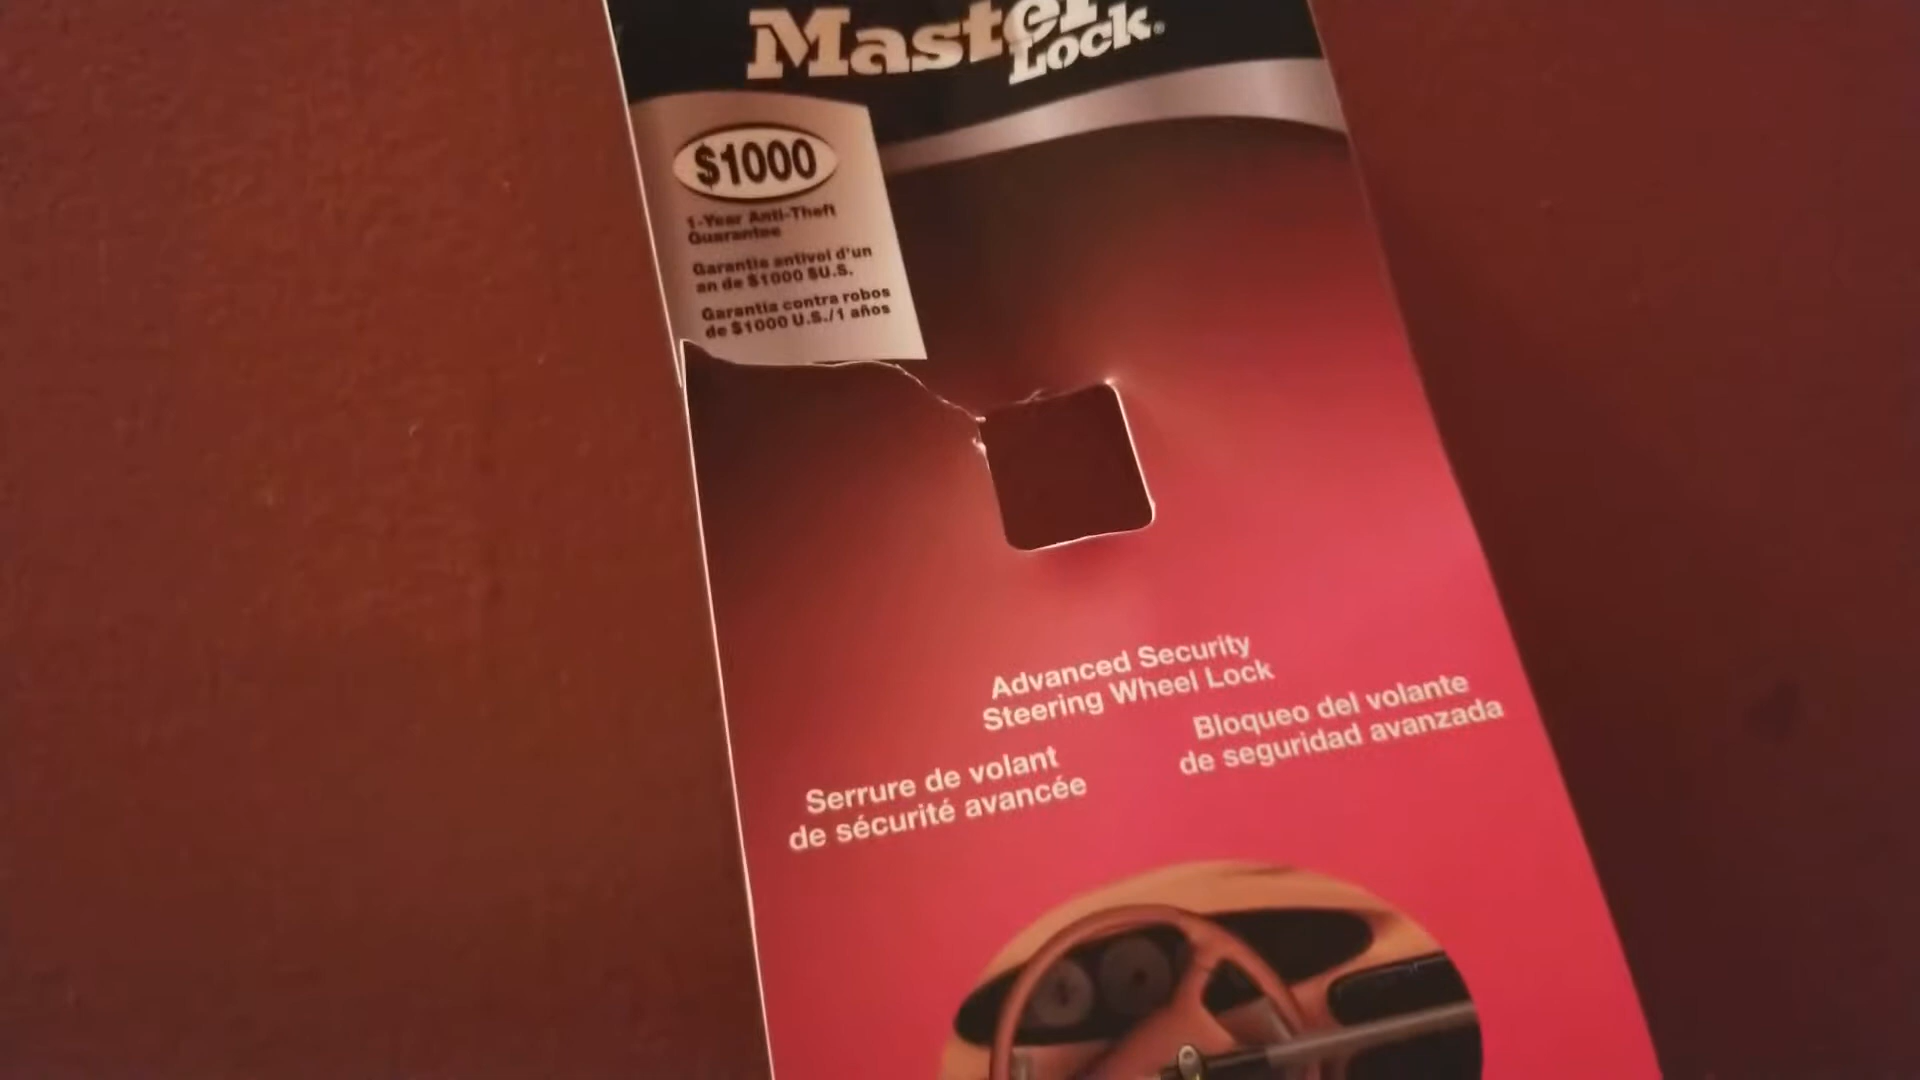 Master
Lock
$1000
1-Year Anti-Theft
Guarantee
Garantie antivol d'un
an de $1000 $U.S.
Garantía contra robos
de $1000 U.S./1 años
Advanced Security
Steering Wheel Lock
Serrure de volant
de sécurité avancée
Bloqueo del volante
de seguridad avanzada